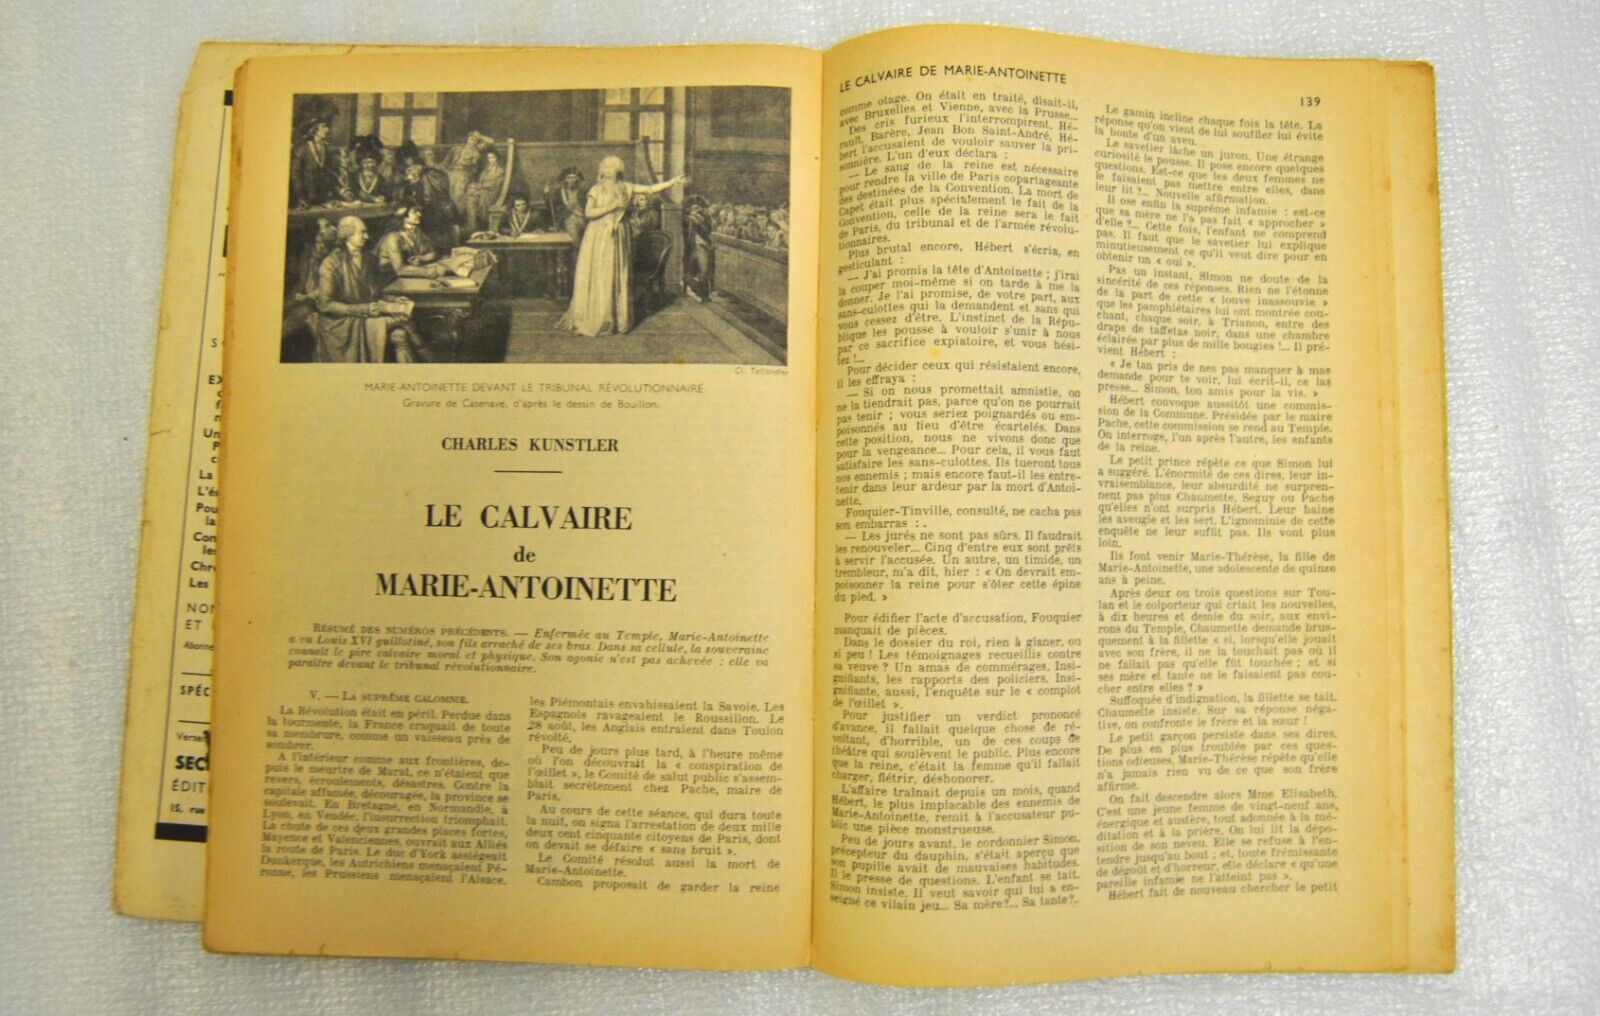 Cl. Tallandier
MARIE-ANTOINETTE DEVANT LE TRIBUNAL RÉVOLUTIONNAIRE
Gravure de Casenave, d'après le dessin de Bouillon.
CHARLES KUNSTLER
LE CALVAIRE
de
MARIE-ANTOINETTE
RÉSUMÉ DES NUMÉROS PRÉCÉDENTS. — Enfermée au Temple, Marie-Antoinette
a vu Louis XVI guillotiné, son fils arraché de ses bras. Dans sa cellule, la souveraine
connaît le pire calvaire moral et physique. Son agonie n'est pas achevée : elle va
paraître devant le tribunal révolutionnaire.
V. — LA SUPRÊME CALOMNIE.
La Révolution était en péril. Perdue dans
la tourmente, la France craquait de toute
sa membrure, comme un vaisseau près de
sombrer.
A l'intérieur comme aux frontières, de-
puis le meurtre de Marat, ce n'étaient que
revers, écroulements, désastres. Contre la
capitale affamée, découragée, la province se
soulevait. En Bretagne, en Normandie, à
Lyon, en Vendée, l'insurrection triomphait.
La chute de ces deux grandes places fortes,
Mayence et Valenciennes, ouvrait aux Alliés
la route de Paris. Le duc d'York assiégeait
Dunkerque, les Autrichiens menaçaient Pé-
ronne, les Prussiens menaçaient l'Alsace.
les Piémontais envahissaient la Savoie. Les
Espagnols ravageaient le Roussillon. Le
28 août, les Anglais entraient dans Toulon
révolté.
Peu de jours plus tard, à l'heure même
où l'on découvrait la « conspiration de
l'œillet », le Comité de salut public s'assem-
blait secrètement chez Pache, maire de
Paris.
Au cours de cette séance, qui dura toute
la nuit, on signa l'arrestation de deux mille
deux cent cinquante citoyens de Paris, dont
on devait se défaire « sans bruit ».
Le Comité résolut aussi la mort de
Marie-Antoinette.
Cambon proposait de garder la reine
LE CALVAIRE DE MARIE-ANTOINETTE
139
comme otage. On était en traité, disait-il,
avec Bruxelles et Vienne, avec la Prusse...
Des cris furieux l'interrompirent. Hé-
rault, Barère, Jean Bon Saint-André, Hé-
bert l'accusaient de vouloir sauver la pri-
sonnière. L'un d'eux déclara :
— Le sang de la reine est nécessaire
pour rendre la ville de Paris copartageante
des destinées de la Convention. La mort de
Capet était plus spécialement le fait de la
Convention, celle de la reine sera le fait
de Paris, du tribunal et de l'armée révolu-
tionnaires.
Plus brutal encore, Hébert s'écria, en
gesticulant :
— J'ai promis la tête d'Antoinette ; j'irai
la couper moi-même si on tarde à me la
donner. Je l'ai promise, de votre part, aux
sans-culottes qui la demandent et sans qui
vous cessez d'être. L'instinct de la Répu-
blique les pousse à vouloir s'unir à nous
par ce sacrifice expiatoire, et vous hési-
tez !...
Pour décider ceux qui résistaient encore,
il les effraya :
— Si on nous promettait amnistie, on
ne la tiendrait pas, parce qu'on ne pourrait
pas tenir ; vous seriez poignardés ou em-
poisonnés au lieu d'être écartelés. Dans
cette position, nous ne vivons donc que
pour la vengeance... Pour cela, il vous faut
satisfaire les sans-culottes. Ils tueront tous
nos ennemis ; mais encore faut-il les entre-
tenir dans leur ardeur par la mort d'Antoi-
nette.
Fouquier-Tinville, consulté, ne cacha pas
son embarras : .
— Les jurés ne sont pas sûrs. Il faudrait
les renouveler... Cinq d'entre eux sont prêts
à servir l'accusée. Un autre, un timide, un
trembleur, m'a dit, hier : « On devrait em-
poisonner la reine pour s'ôter cette épine
du pied. »
Pour édifier l'acte d'accusation, Fouquier
manquait de pièces.
Dans le dossier du roi, rien à glaner, ou
si peu ! Les témoignages recueillis contre
sa veuve ? Un amas de commérages. Insi-
gnifiants, les rapports des policiers. Insi-
gnifiante, aussi, l'enquête sur le « complot
de l'œillet ».
Pour justifier un verdict prononcé
d'avance, il fallait quelque chose de ré-
voltant, d'horrible, un de ces coups de
théâtre qui soulèvent le public. Plus encore
que la reine, c'était la femme qu'il fallait
charger, flétrir, déshonorer.
L'affaire traînait depuis un mois, quand
Hébert, le plus implacable des ennemis de
Marie-Antoinette, remit à l'accusateur pu-
blic une pièce monstrueuse.
Peu de jours avant, le cordonnier Simon,
précepteur du dauphin, s'était aperçu que
son pupille avait de mauvaises habitudes.
Il le presse de questions. L'enfant se tait.
Simon insiste. Il veut savoir qui lui a en-
seigné ce vilain jeu... Sa mère?... Sa tante?..
Le gamin incline chaque fois la tête. La
réponse qu'on vient de lui souffler lui évite
la honte d'un aveu...
Le savetier lâche un juron. Une étrange
curiosité le pousse. Il pose encore quelques
questions. Est-ce que les deux femmes ne
le faisaient pas mettre entre elles, dans
leur lit ?... Nouvelle affirmation.
Il ose enfin la suprême infamie : est-ce
que sa mère ne l'a pas fait « approcher »
d'elle ?... Cette fois, l'enfant ne comprend
pas. Il faut que le savetier lui explique
minutieusement ce qu'il veut dire pour en
obtenir un « oui ».
Pas un instant, Simon ne doute de la
sincérité de ces réponses. Rien ne l'étonne
de la part de cette « louve inassouvie »
que les pamphlétaires lui ont montrée cou-
chant, chaque soir, à Trianon, entre des
draps de taffetas noir, dans une chambre
éclairée par plus de mille bougies !... Il pré-
vient Hébert :
« Je tan pris de nes pas manquer à mas
demande pour te voir, lui écrit-il, ce las
presse... Simon, ton amis pour la vis. »
Hébert convoque aussitôt une commis-
sion de la Commune. Présidée par le maire
Pache, cette commission se rend au Temple.
On interroge, l'un après l'autre, les enfants
de la reine.
Le petit prince répète ce que Simon lui
a suggéré. L'énormité de ces dires, leur in-
vraisemblance, leur absurdité ne surpren-
nent pas plus Chaumette, Seguy ou Pache
qu'elles n'ont surpris Hébert. Leur haine
les aveugle et les sert. L'ignominie de cette
enquête ne leur suffit pas. Ils vont plus
loin.
Ils font venir Marie-Thérèse, la fille de
Marie-Antoinette, une adolescente de quinze
ans à peine.
Après deux ou trois questions sur Tou-
lan et le colporteur qui criait les nouvelles,
à dix heures et demie du soir, aux envi-
rons du Temple, Chaumette demande brus-
quement à la fillette « si, lorsqu'elle jouait
avec son frère, il ne la touchait pas où il
ne fallait pas qu'elle fût touchée ; et si
ses mère et tante ne le faisaient pas cou-
cher entre elles ? »
Suffoquée d'indignation, la fillette se tait.
Chaumette insiste. Sur sa réponse néga-
tive, on confronte le frère et la sœur !
Le petit garçon persiste dans ses dires.
De plus en plus troublée par ces ques-
tions odieuses, Marie-Thérèse répète qu'elle
n'a jamais rien vu de ce que son frère
affirme.
On fait descendre alors Mme Elisabeth.
C'est une jeune femme de vingt-neuf ans,
énergique et austère, tout adonnée à la mé-
ditation et à la prière. On lui lit la dépo-
sition de son neveu. Elle se refuse à l'en-
tendre jusqu'au bout ; et, toute frémissante
de dégoût et d'horreur, elle déclare « qu'une
pareille infamie ne l'atteint pas ».
Hébert fait de nouveau chercher le petit
EX
Un
La
L'é
Pou
la
Con
les
Chr
Les
NO
ET
Abonne
SPÉC
Verse
SEC
ÉDIT
15, rue